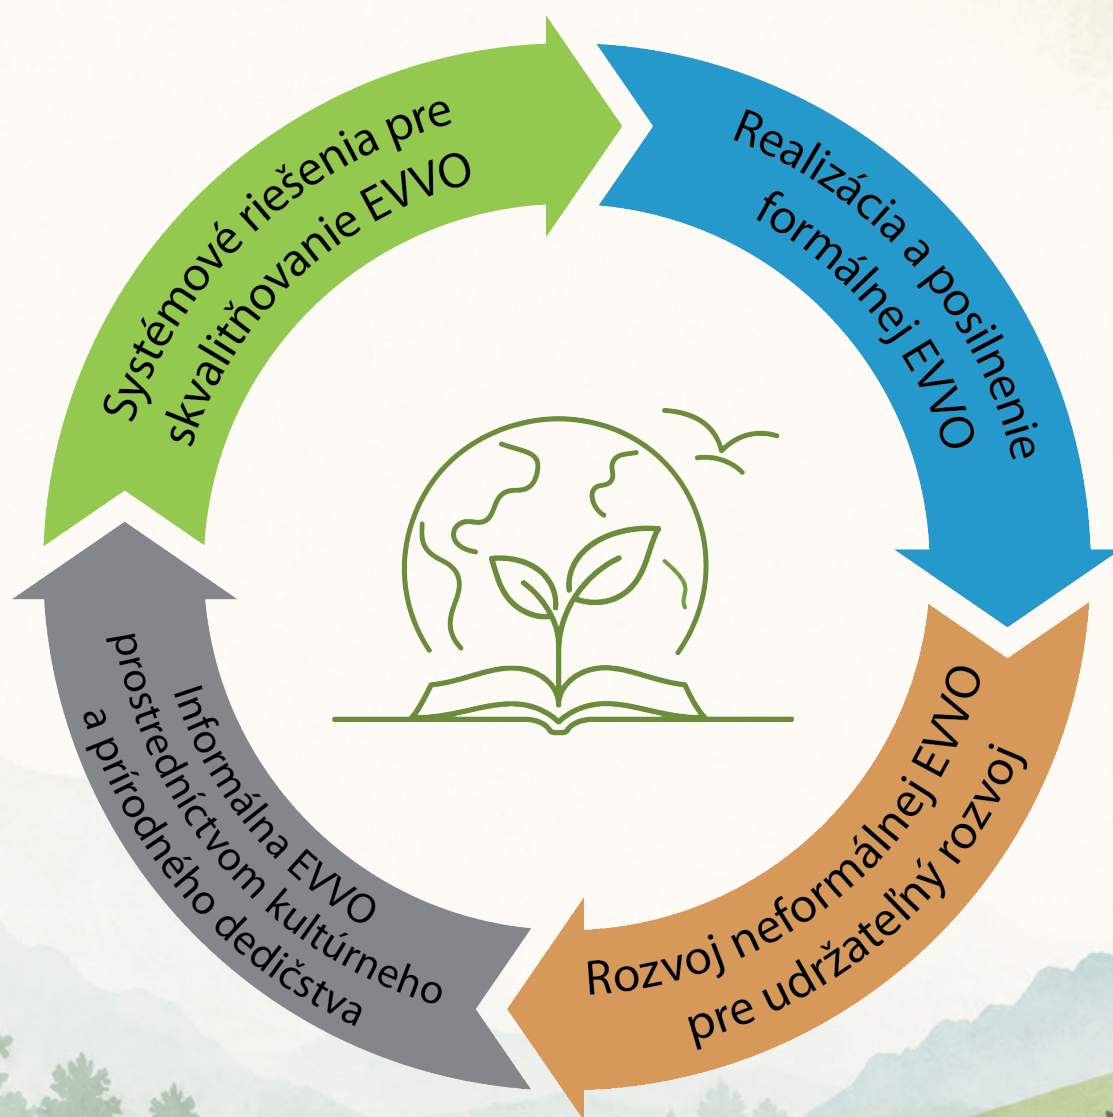 Systémové riešenia pre
skvalitňovanie EVVO
Realizácia a posilnenie
formálnej EVVO
Rozvoj neformálnej EVVO
pre udržateľný rozvoj
Informálna EVVO
prostredníctvom kultúrneho
a prírodného dedičstva